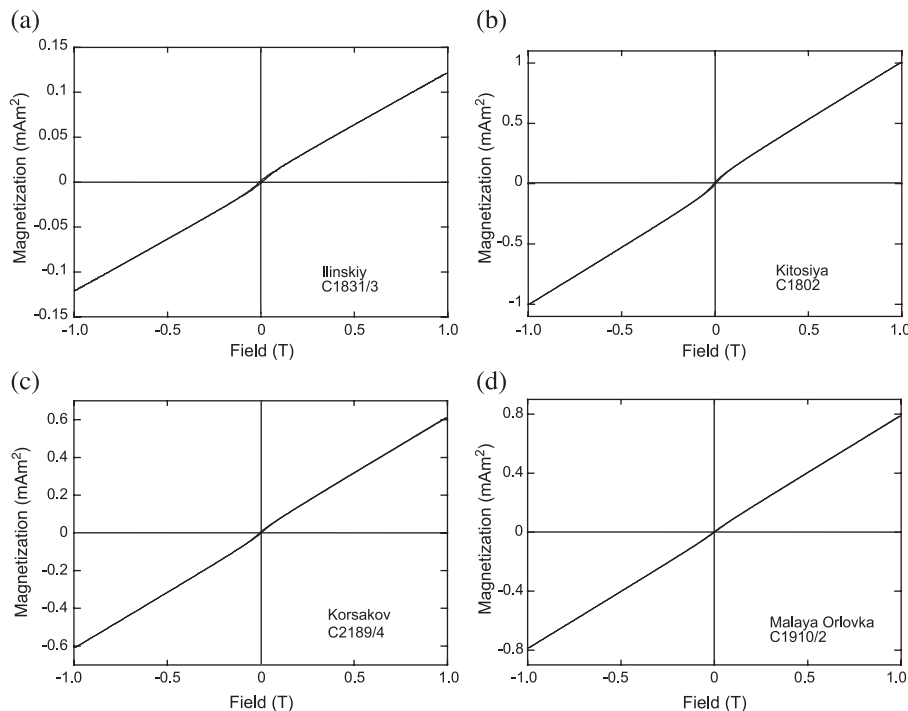 (a)
0.15
0.1
0.05
0
-0.05
-0.1
-0.15
Magnetization (mAm²)
-1.0 -0.5 0 0.5 1.0
Field (T)
Ilinskiy
C1831/3
(b)
1
0.5
0
-0.5
-1
Magnetization (mAm²)
-1.0 -0.5 0 0.5 1.0
Field (T)
Kitosiya
C1802
(c)
0.6
0.4
0.2
0
-0.2
-0.4
-0.6
Magnetization (mAm²)
-1.0 -0.5 0 0.5 1.0
Field (T)
Korsakov
C2189/4
(d)
0.8
0.4
0
-0.4
-0.8
Magnetization (mAm²)
-1.0 -0.5 0 0.5 1.0
Field (T)
Malaya Orlovka
C1910/2